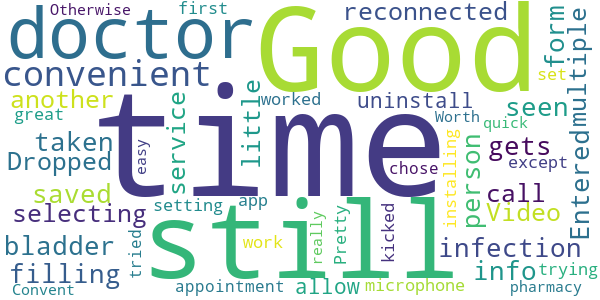 Otherwise first reconnected
doctor Good form
convenient
another little worked uninstall seen set multiple
great time Worth quick
taken service easy installing gets
Dropped chose person except
saved call
selecting setting app Video Entered
bladder tried still really Pretty kicked work infection
filling info trying
Convent appointment allow microphone pharmacy